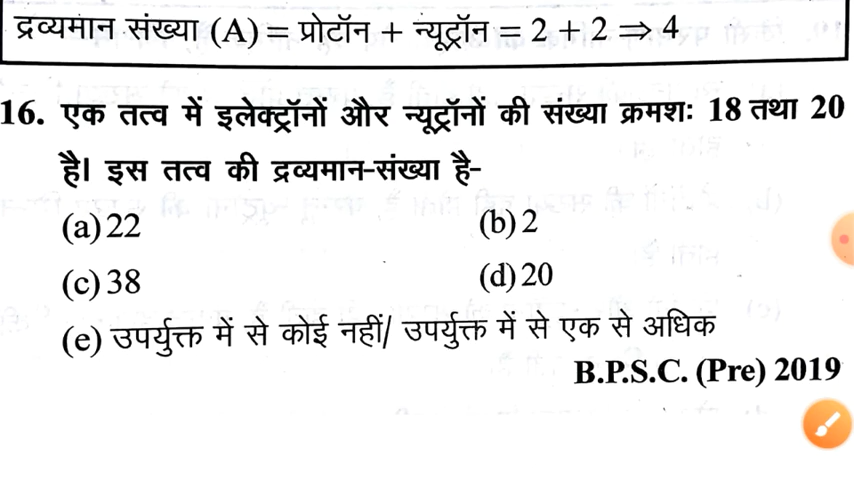 द्रव्यमान संख्या (A) = प्रोटॉन + न्यूट्रॉन = 2 + 2 ⇒ 4
16. एक तत्व में इलेक्ट्रॉनों और न्यूट्रॉनों की संख्या क्रमशः 18 तथा 20
है। इस तत्व की द्रव्यमान-संख्या है-
(a) 22 (b) 2
(c) 38 (d) 20
(e) उपर्युक्त में से कोई नहीं/ उपर्युक्त में से एक से अधिक
B.P.S.C. (Pre) 2019